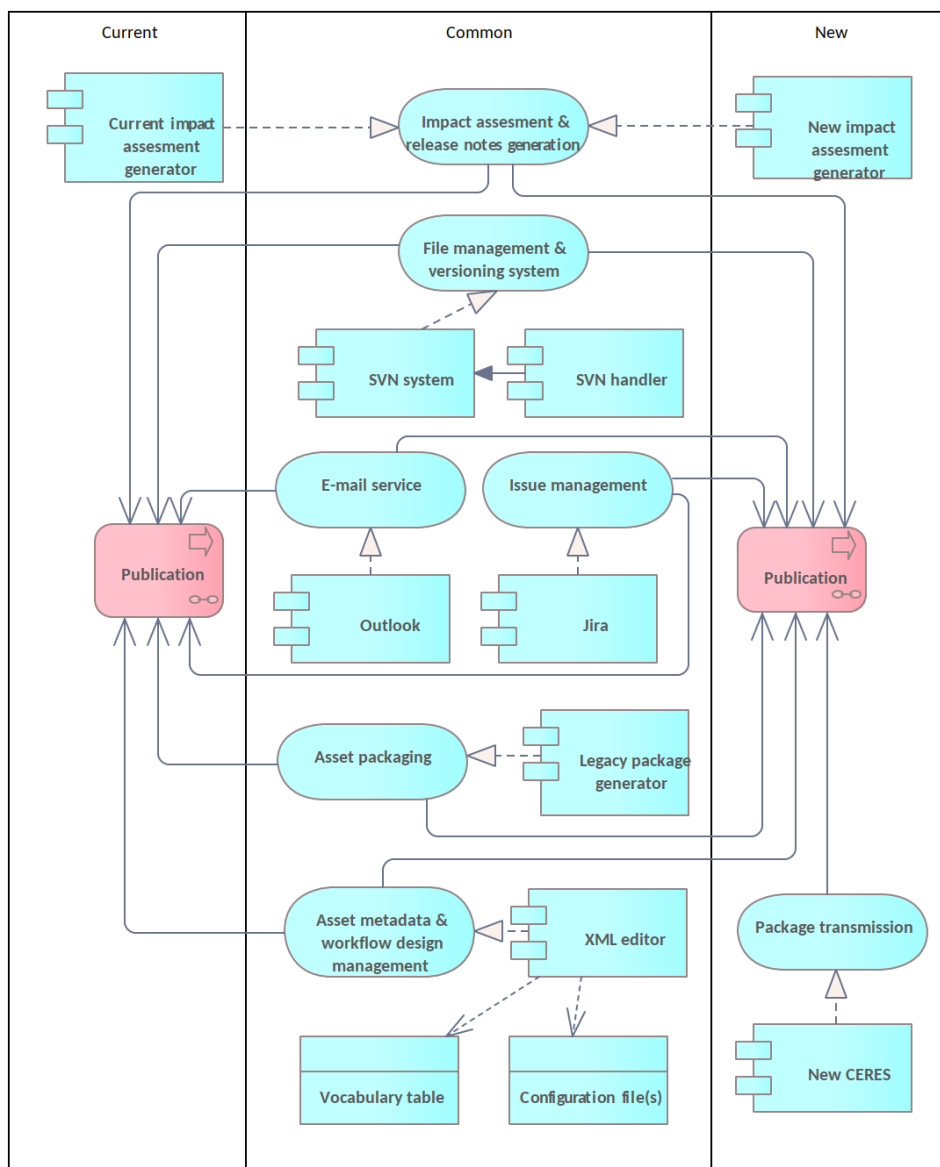 Current
Common
New
Current impact
assesment
generator
Impact assesment &
release notes generation
New impact
assesment
generator
File management &
versioning system
SVN system
SVN handler
E-mail service
Issue management
Publication
Publication
Outlook
Jira
Asset packaging
Legacy package
generator
Asset metadata &
workflow design
management
XML editor
Package transmission
Vocabulary table
Configuration file(s)
New CERES